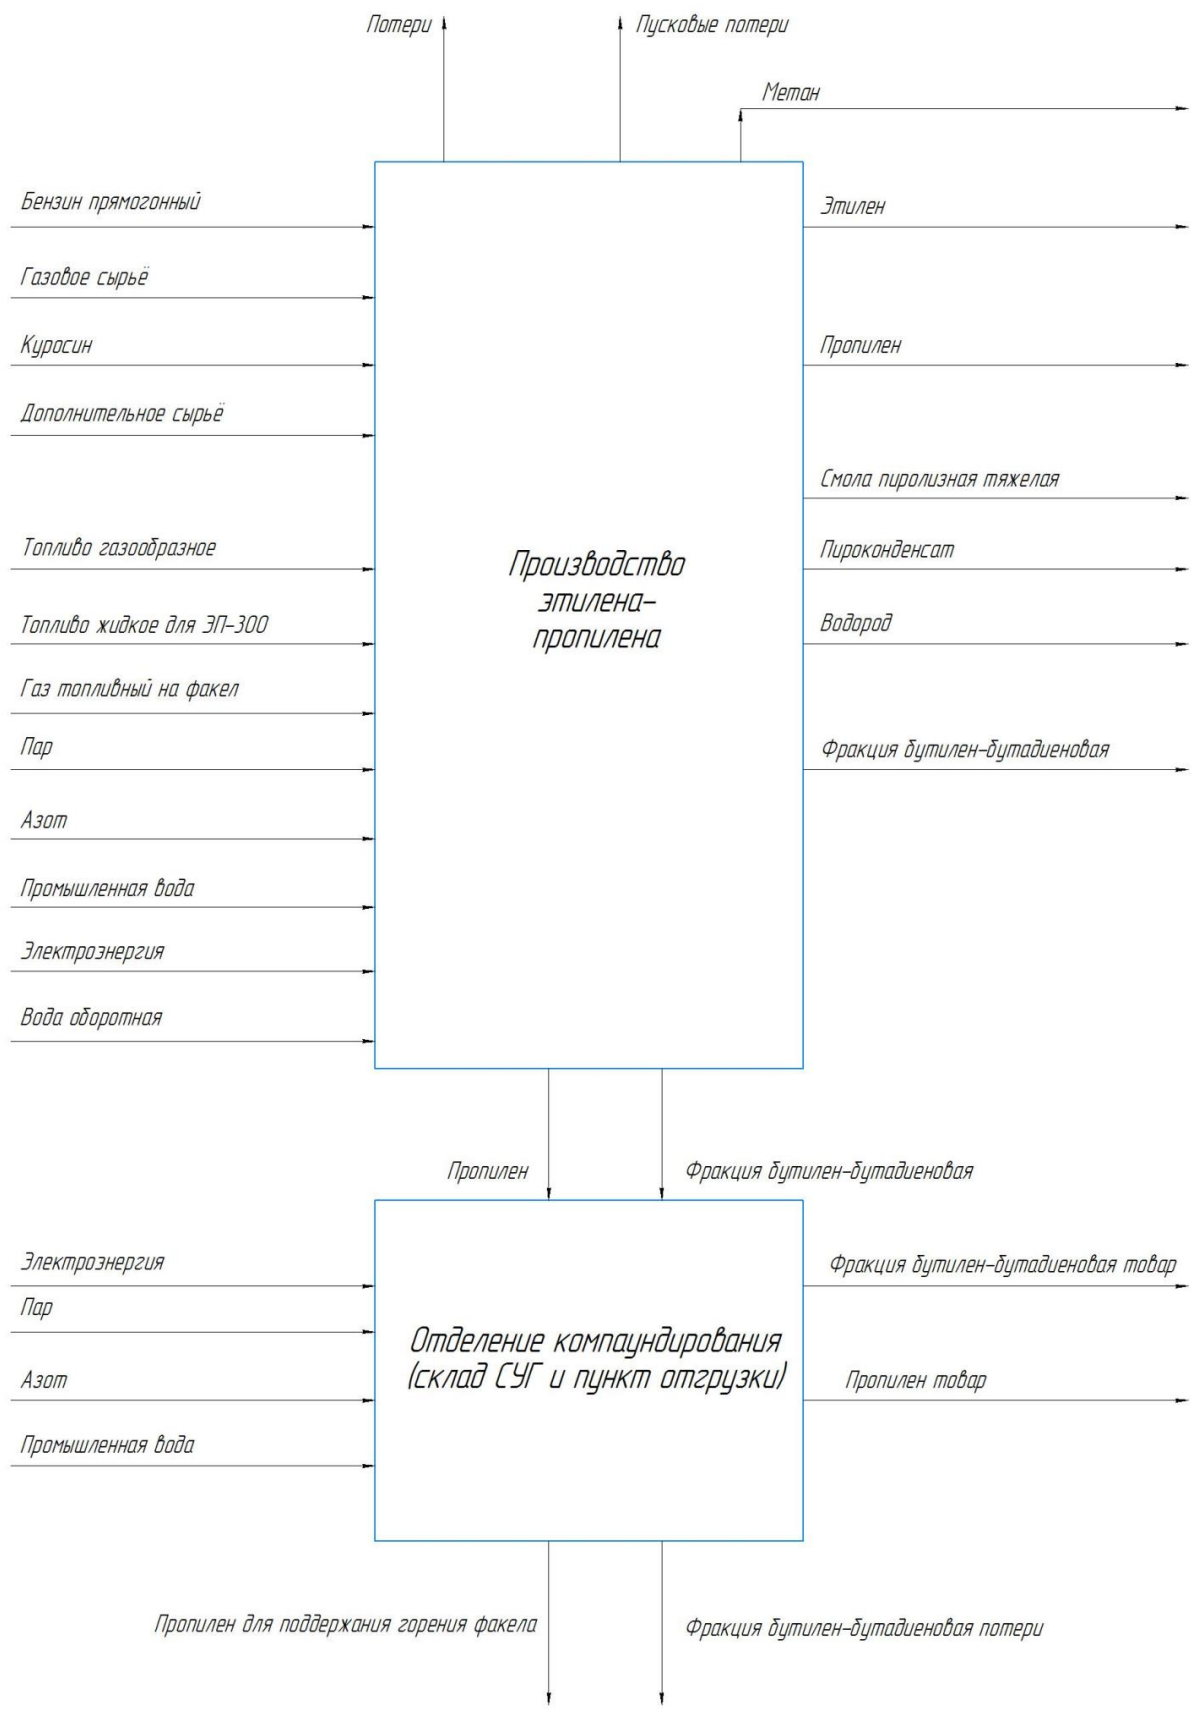 Потери
Пусковые потери
Метан
Бензин прямогонный
Этилен
Газовое сырьё
Куросин
Пропилен
Дополнительное сырьё
Смола пиролизная тяжелая
Топливо газообразное
Пироконденсат
Производство
этилена-
пропилена
Топливо жидкое для ЭП-300
Водород
Газ топливный на факел
Пар
Фракция бутилен-бутадиеновая
Азот
Промышленная вода
Электроэнергия
Вода оборотная
Пропилен
Фракция бутилен-бутадиеновая
Электроэнергия
Фракция бутилен-бутадиеновая товар
Пар
Отделение компаундирования
(склад СУГ и пункт отгрузки)
Азот
Пропилен товар
Промышленная вода
Пропилен для поддержания горения факела
Фракция бутилен-бутадиеновая потери